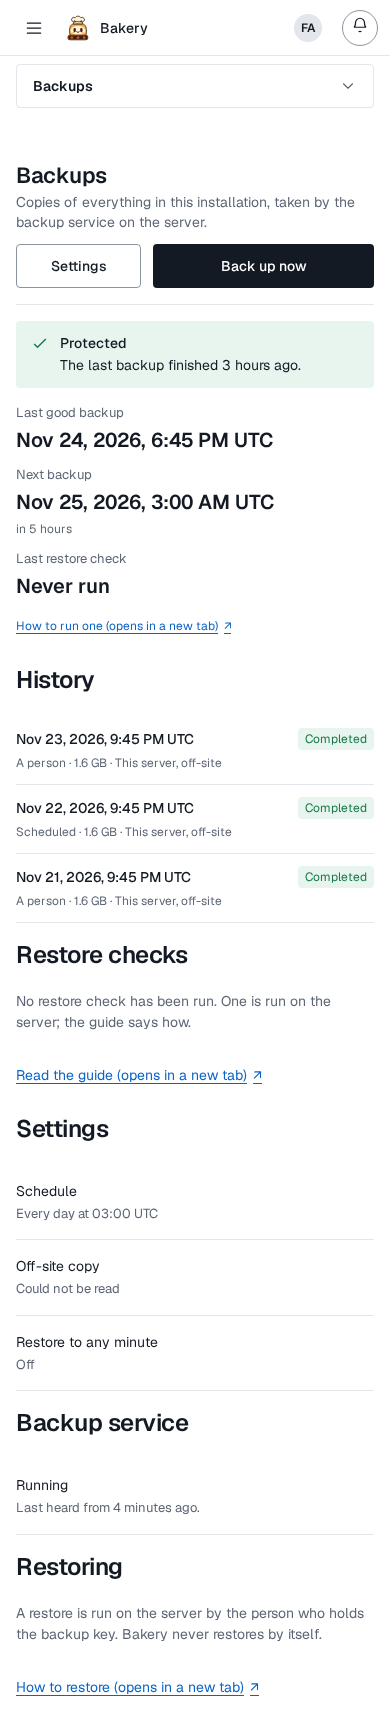 Bakery
FA
Backups
Backups
Copies of everything in this installation, taken by the
backup service on the server.
Settings
Back up now
Protected
The last backup finished 3 hours ago.
Last good backup
Nov 24, 2026, 6:45 PM UTC
Next backup
Nov 25, 2026, 3:00 AM UTC
in 5 hours
Last restore check
Never run
How to run one (opens in a new tab)
History
Nov 23, 2026, 9:45 PM UTC
Completed
A person · 1.6 GB · This server, off-site
Nov 22, 2026, 9:45 PM UTC
Completed
Scheduled · 1.6 GB · This server, off-site
Nov 21, 2026, 9:45 PM UTC
Completed
A person · 1.6 GB · This server, off-site
Restore checks
No restore check has been run. One is run on the
server; the guide says how.
Read the guide (opens in a new tab)
Settings
Schedule
Every day at 03:00 UTC
Off-site copy
Could not be read
Restore to any minute
Off
Backup service
Running
Last heard from 4 minutes ago.
Restoring
A restore is run on the server by the person who holds
the backup key. Bakery never restores by itself.
How to restore (opens in a new tab)